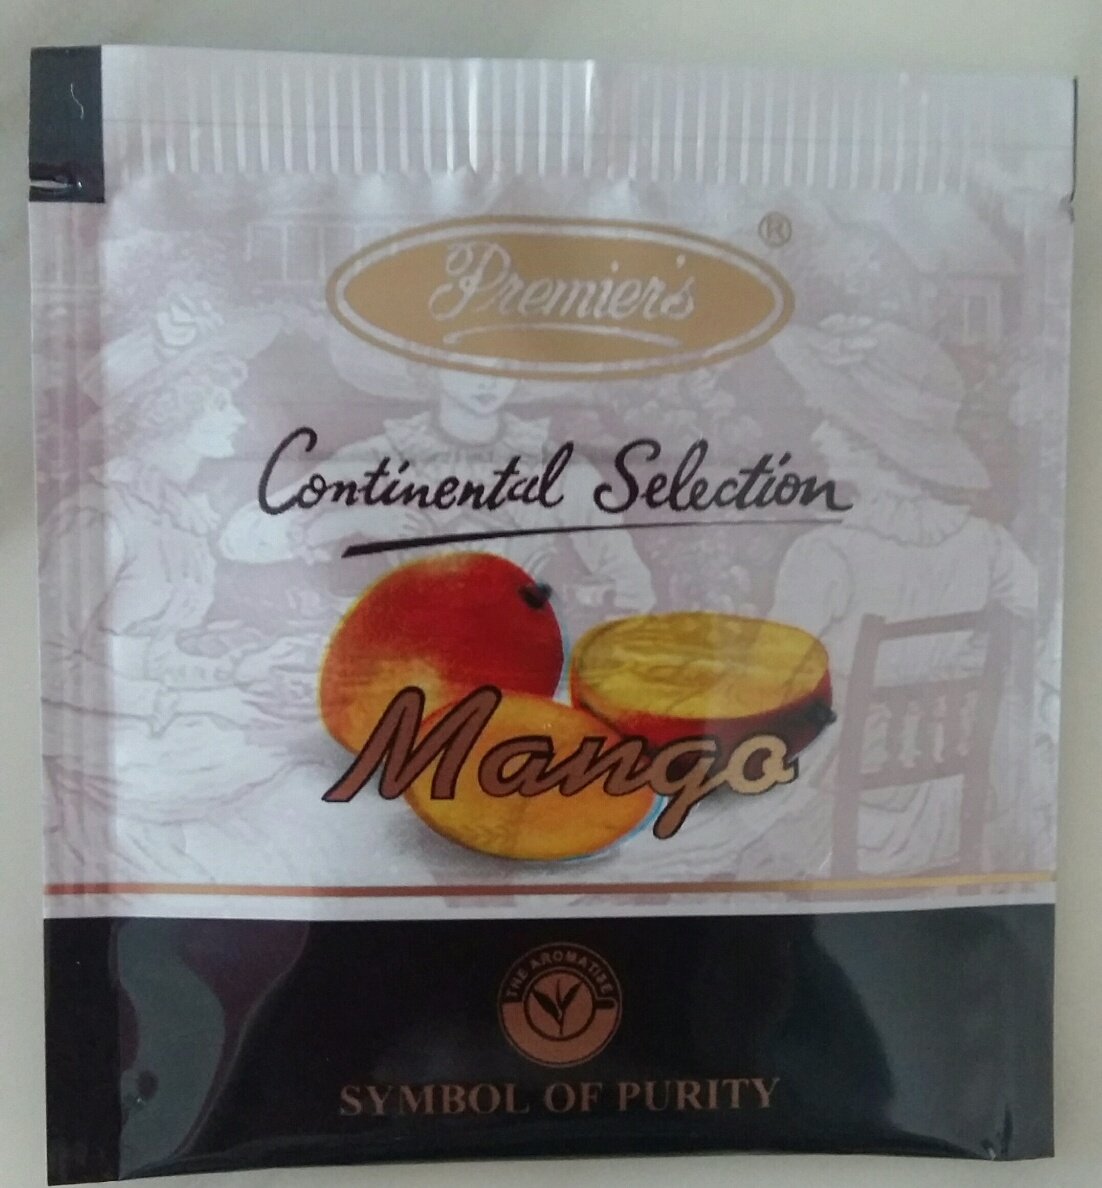 Premier's ®
Continental Selection
Mango
THE AROMATISE
SYMBOL OF PURITY